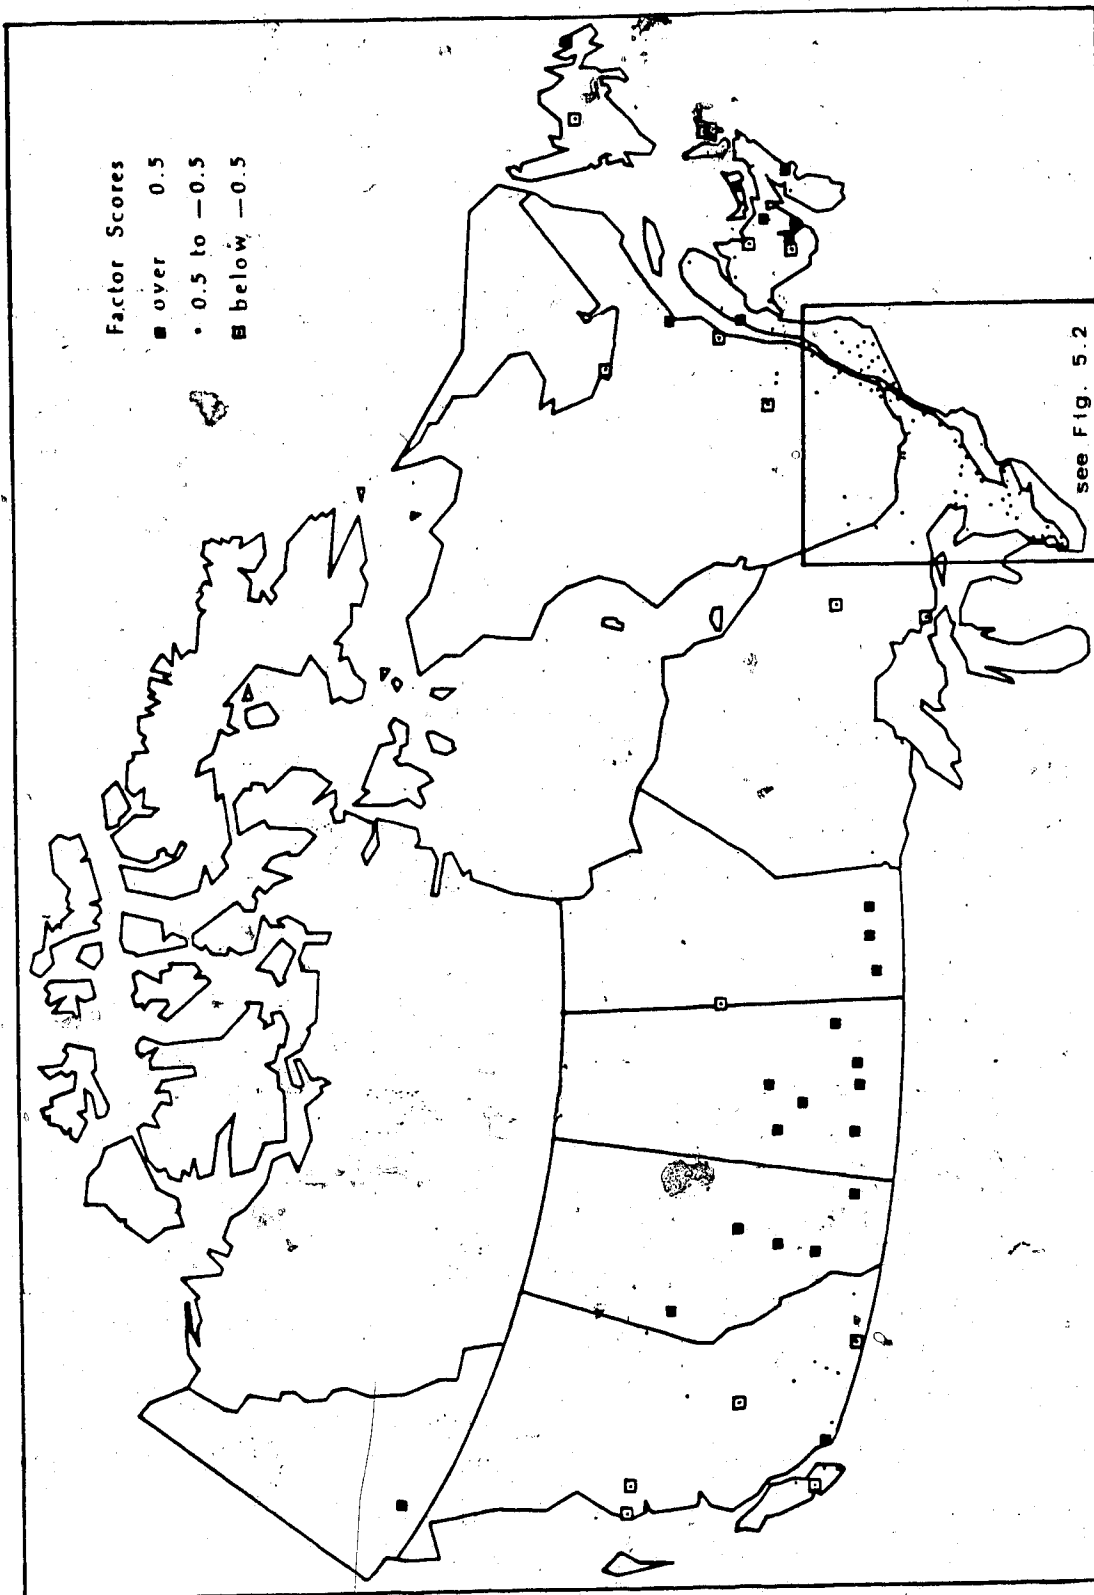 Factor Scores
■ over 0.5
• 0.5 to —0.5
⊡ below —0.5
see Fig. 5.2